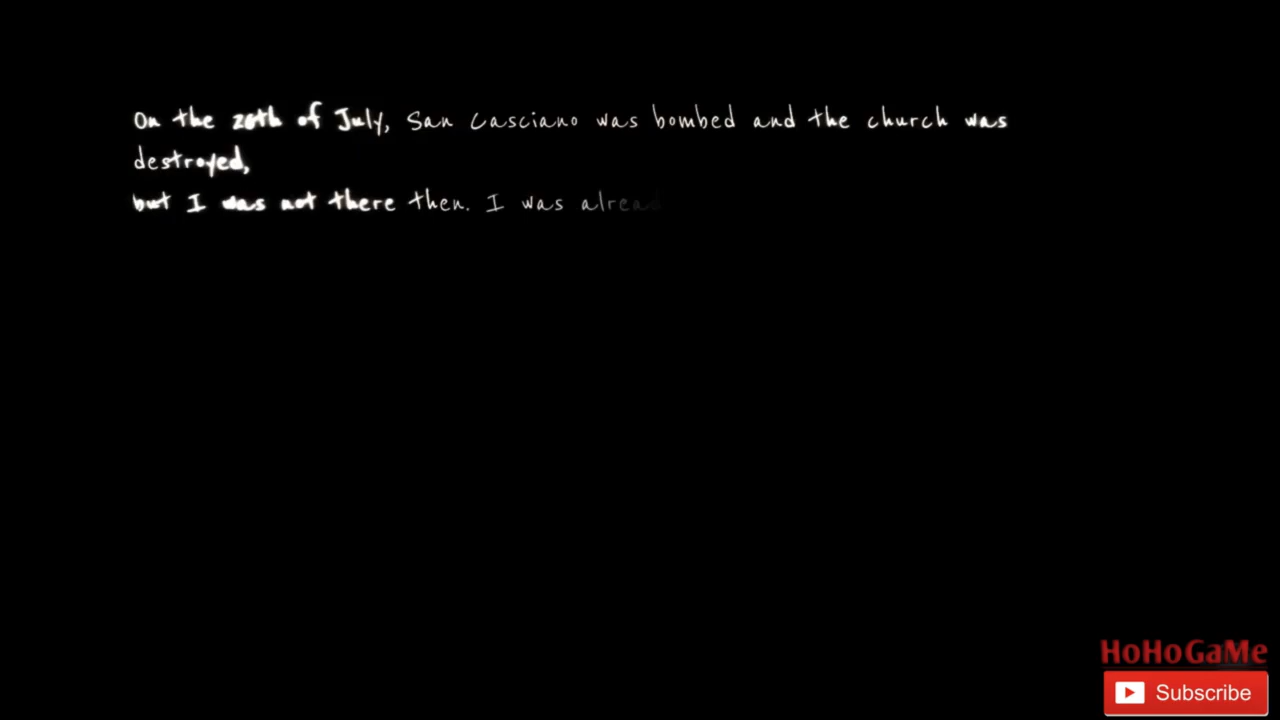 On the 20th of July, San Casciano was bombed and the church was
destroyed,
but I was not there then. I was alread
HoHoGaMe
Subscribe